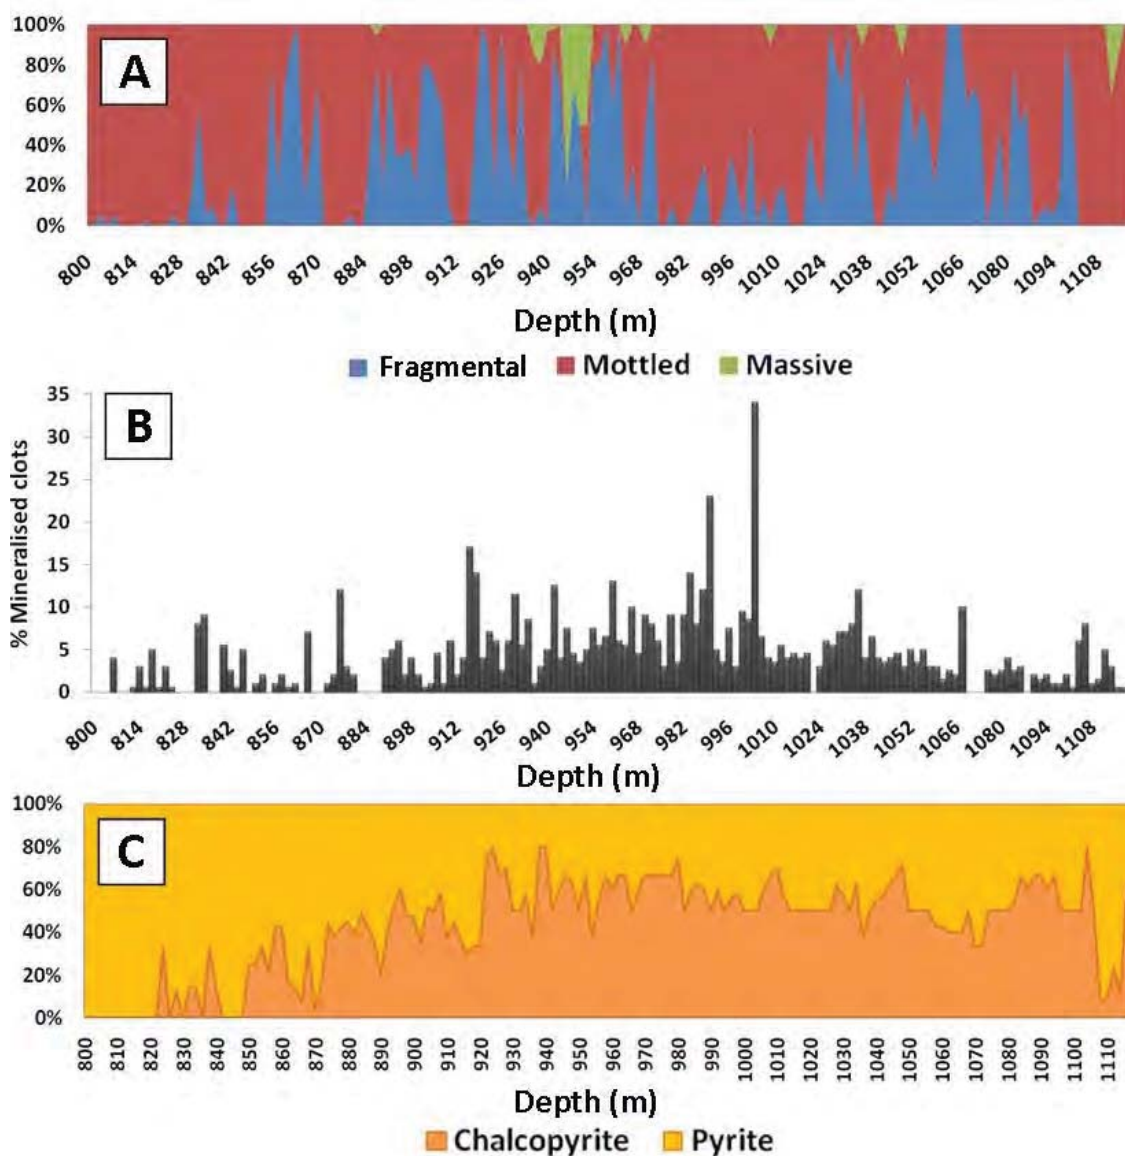 100%
80%
60%
40%
20%
0%
A
800 814 828 842 856 870 884 898 912 926 940 954 968 982 996 1010 1024 1038 1052 1066 1080 1094 1108
Depth (m)
Fragmental Mottled Massive
35
30
25
20
15
10
5
0
% Mineralised clots
B
800 814 828 842 856 870 884 898 912 926 940 954 968 982 996 1010 1024 1038 1052 1066 1080 1094 1108
Depth (m)
100%
80%
60%
40%
20%
0%
C
800 810 820 830 840 850 860 870 880 890 900 910 920 930 940 950 960 970 980 990 1000 1010 1020 1030 1040 1050 1060 1070 1080 1090 1100 1110
Depth (m)
Chalcopyrite Pyrite